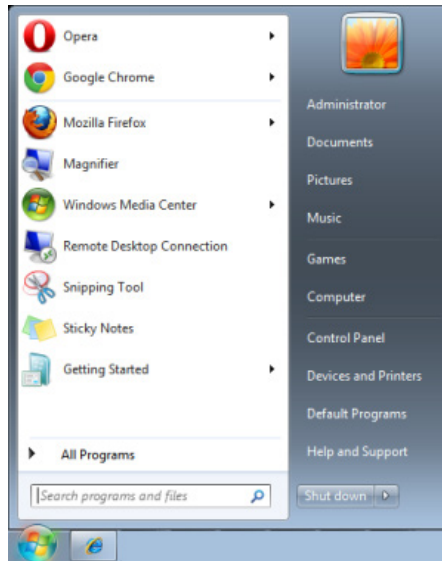 Opera
Google Chrome
Mozilla Firefox
Magnifier
Windows Media Center
Remote Desktop Connection
Snipping Tool
Sticky Notes
Getting Started
All Programs
Search programs and files
Administrator
Documents
Pictures
Music
Games
Computer
Control Panel
Devices and Printers
Default Programs
Help and Support
Shut down